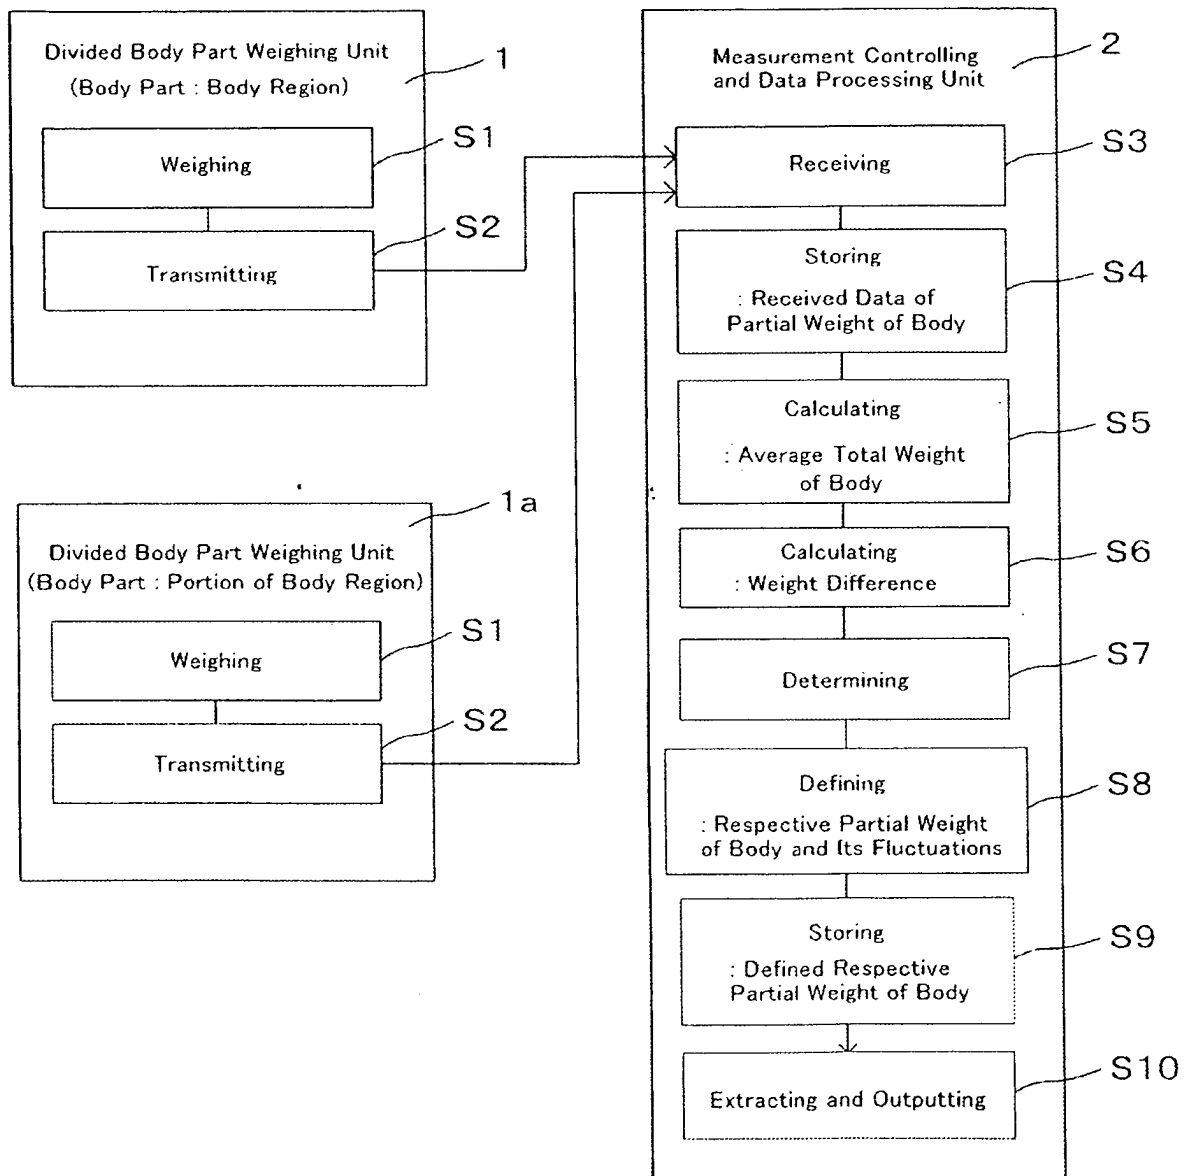 Divided Body Part Weighing Unit
(Body Part : Body Region)
1
Weighing
S1
Transmitting
S2
Divided Body Part Weighing Unit
(Body Part : Portion of Body Region)
1a
Weighing
S1
Transmitting
S2
Measurement Controlling
and Data Processing Unit
2
Receiving
S3
Storing
: Received Data of
Partial Weight of Body
S4
Calculating
: Average Total Weight
of Body
S5
Calculating
: Weight Difference
S6
Determining
S7
Defining
: Respective Partial Weight
of Body and Its Fluctuations
S8
Storing
: Defined Respective
Partial Weight of Body
S9
Extracting and Outputting
S10